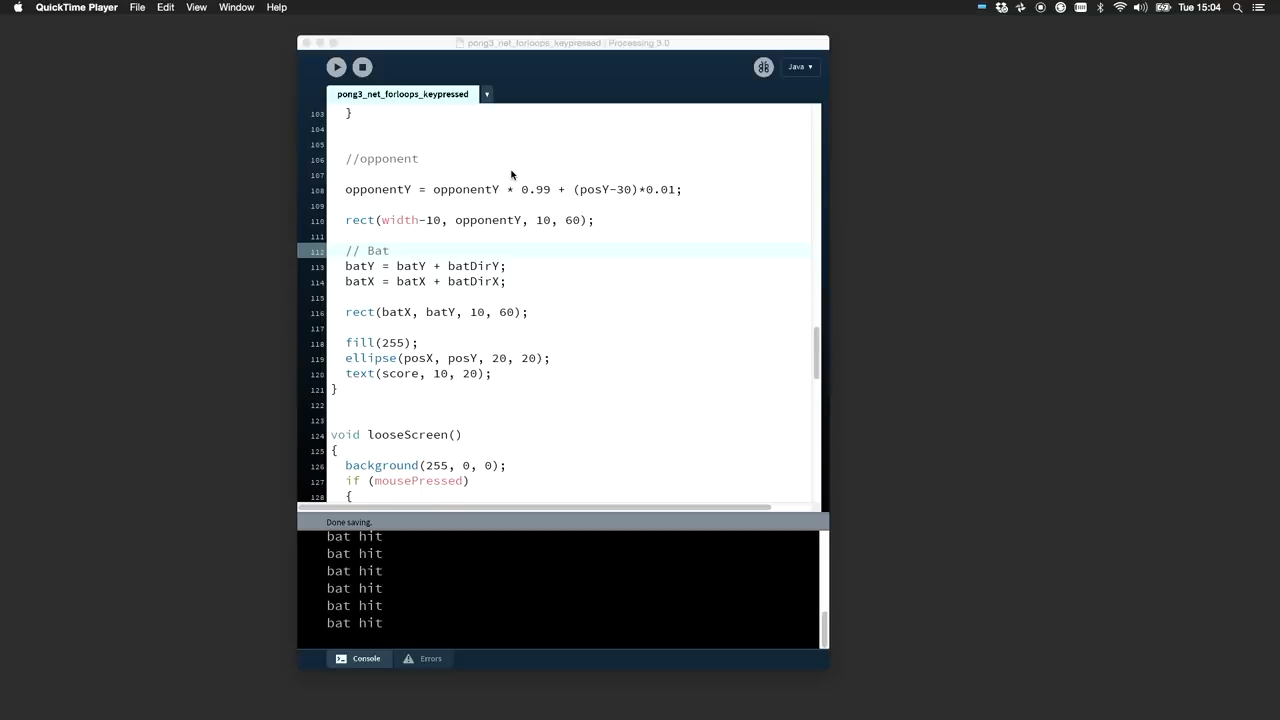 QuickTime Player File Edit View Window Help Tue 15:04
pong3_net_forloops_keypressed | Processing 3.0
Java ▾
pong3_net_forloops_keypressed ▾
103 }
104
105
106 //opponent
107
108 opponentY = opponentY * 0.99 + (posY-30)*0.01;
109
110 rect(width-10, opponentY, 10, 60);
111
112 // Bat
113 batY = batY + batDirY;
114 batX = batX + batDirX;
115
116 rect(batX, batY, 10, 60);
117
118 fill(255);
119 ellipse(posX, posY, 20, 20);
120 text(score, 10, 20);
121 }
122
123
124 void looseScreen()
125 {
126 background(255, 0, 0);
127 if (mousePressed)
128 {
Done saving.
bat hit
bat hit
bat hit
bat hit
bat hit
bat hit
Console Errors